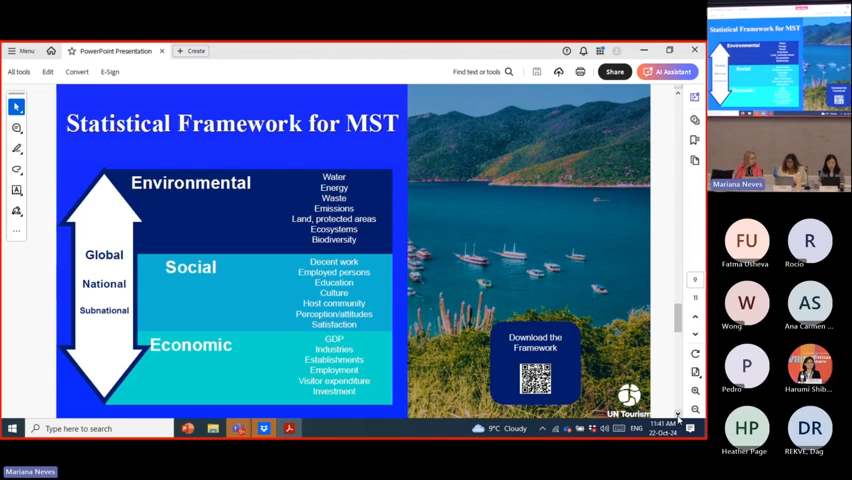 Menu
PowerPoint Presentation
Create
All tools
Edit
Convert
E-Sign
Find text or tools
Share
AI Assistant
Statistical Framework for MST
Environmental
Water
Energy
Waste
Emissions
Land, protected areas
Ecosystems
Biodiversity
Global
National
Subnational
Social
Decent work
Employed persons
Education
Culture
Host community
Perception/attitudes
Satisfaction
Economic
GDP
Industries
Establishments
Employment
Visitor expenditure
Investment
Download the
Framework
UN Tourism
9
11
Type here to search
9°C Cloudy
ENG
11:41 AM
22-Oct-24
Mariana Neves
Statistical Framework for MST
Environmental
Social
Mariana Neves
FU
Fatma Usheva
R
Rocio
W
Wong
AS
Ana Carmen ...
P
Pedro
Harumi Shib...
HP
Heather Page
DR
REKVE, Dag